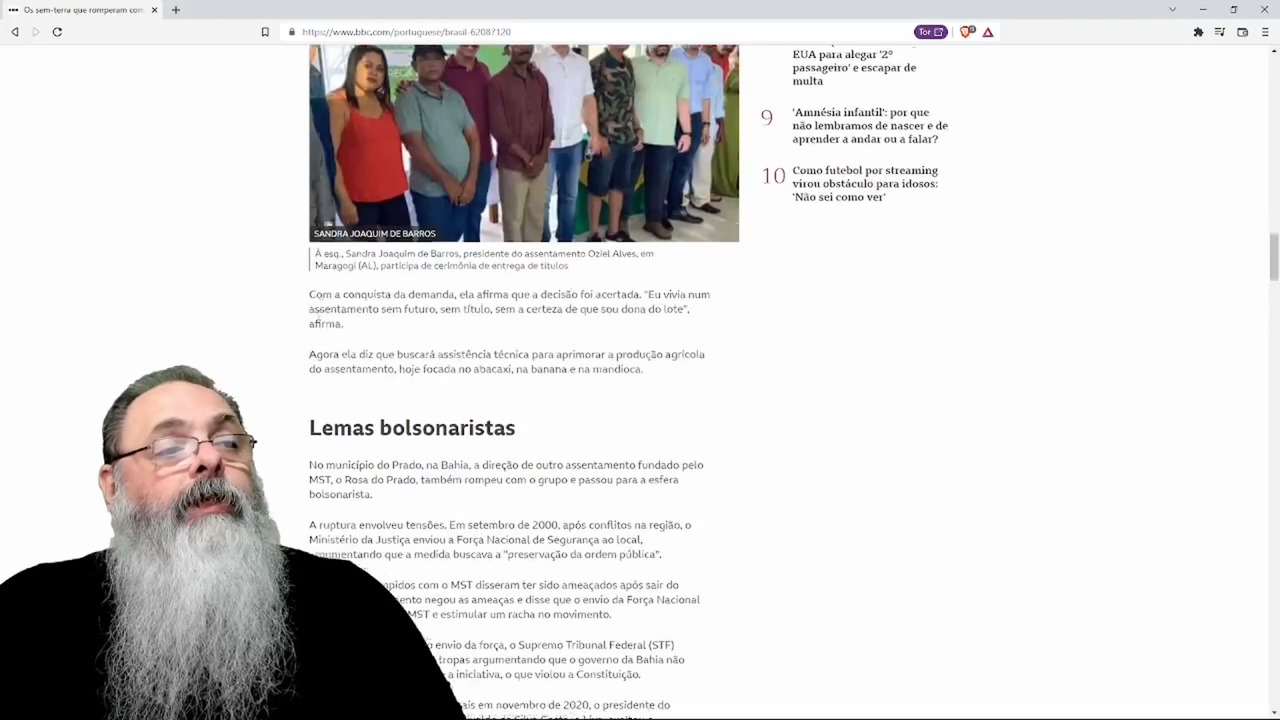 Os sem-terra que romperam com
https://www.bbc.com/portuguese/brasil-62087120
Tor
SANDRA JOAQUIM DE BARROS
À esq., Sandra Joaquim de Barros, presidente do assentamento Oziel Alves, em
Maragogi (AL), participa de cerimônia de entrega de títulos
Com a conquista da demanda, ela afirma que a decisão foi acertada. "Eu vivia num
assentamento sem futuro, sem título, sem a certeza de que sou dona do lote",
afirma.
Agora ela diz que buscará assistência técnica para aprimorar a produção agrícola
do assentamento, hoje focada no abacaxi, na banana e na mandioca.
Lemas bolsonaristas
No município do Prado, na Bahia, a direção de outro assentamento fundado pelo
MST, o Rosa do Prado, também rompeu com o grupo e passou para a esfera
bolsonarista.
A ruptura envolveu tensões. Em setembro de 2000, após conflitos na região, o
Ministério da Justiça enviou a Força Nacional de Segurança ao local,
argumentando que a medida buscava a "preservação da ordem pública".
com o MST disseram ter sido ameaçados após sair do
negou as ameaças e disse que o envio da Força Nacional
MST e estimular um racha no movimento.
envio da força, o Supremo Tribunal Federal (STF)
tropas argumentando que o governo da Bahia não
a iniciativa, o que violou a Constituição.
em novembro de 2020, o presidente do
EUA para alegar '2º
passageiro' e escapar de
multa
9
'Amnésia infantil': por que
não lembramos de nascer e de
aprender a andar ou a falar?
10
Como futebol por streaming
virou obstáculo para idosos:
'Não sei como ver'